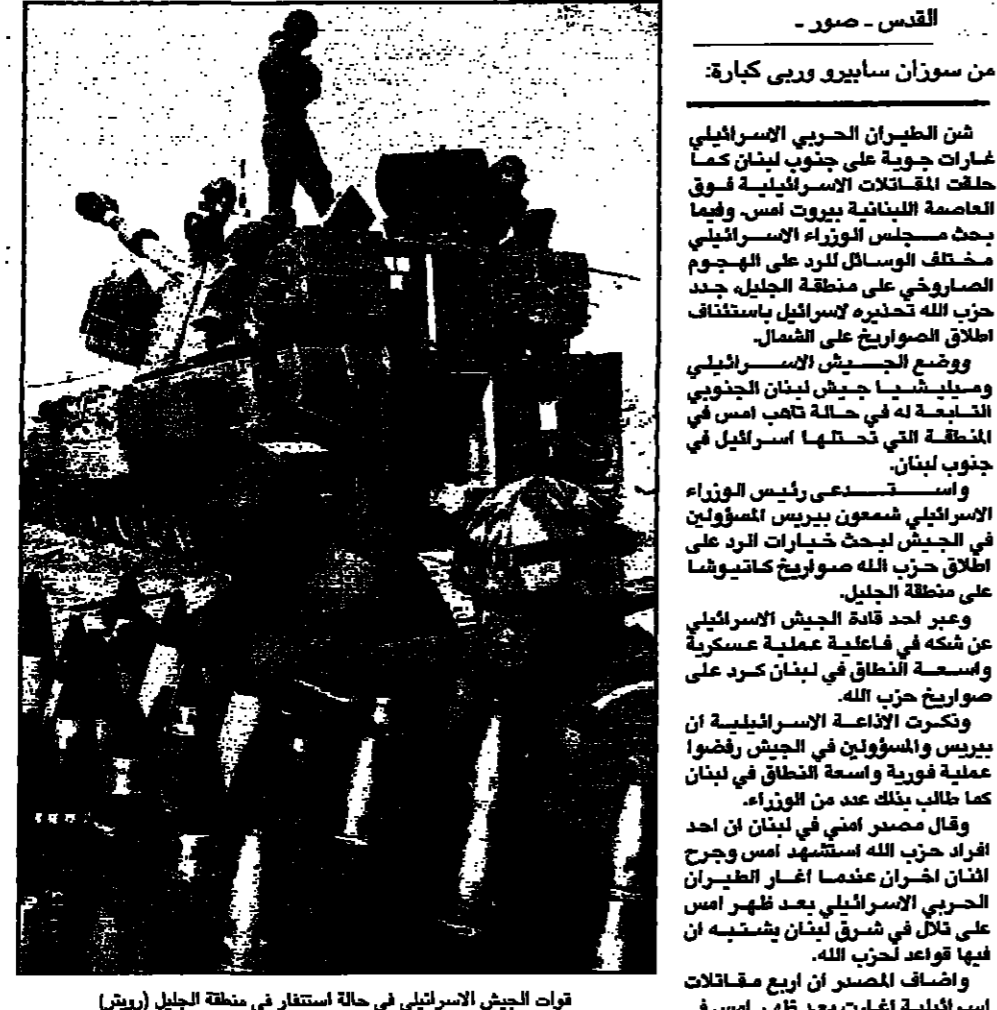 القدس ـ صور ـ
من سوزان سابيرو وربى كبارة:
شن الطيران الحربي الاسرائيلي
غارات جوية على جنوب لبنان كما
حلقت المقاتلات الاسرائيلية فوق
العاصمة اللبنانية بيروت امس. وفيما
بحث مجلس الوزراء الاسرائيلي
مختلف الوسائل للرد على الهجوم
الصاروخي على منطقة الجليل، جدد
حزب الله تحذيره لاسرائيل باستئناف
اطلاق الصواريخ على الشمال.
ووضع الجيش الاسرائيلي
وميليشيا جيش لبنان الجنوبي
التابعة له في حالة تاهب امس في
المنطقة التي تحتلها اسرائيل في
جنوب لبنان.
واستدعى رئيس الوزراء
الاسرائيلي شمعون بيريس المسؤولين
في الجيش لبحث خيارات الرد على
اطلاق حزب الله صواريخ كاتيوشا
على منطقة الجليل.
وعبر احد قادة الجيش الاسرائيلي
عن شكه في فاعلية عملية عسكرية
واسعة النطاق في لبنان كرد على
صواريخ حزب الله.
وذكرت الاذاعة الاسرائيلية ان
بيريس والمسؤولين في الجيش رفضوا
عملية فورية واسعة النطاق في لبنان
كما طالب بذلك عدد من الوزراء.
وقال مصدر امني في لبنان ان احد
افراد حزب الله استشهد امس وجرح
اثنان اخران عندما اغار الطيران
الحربي الاسرائيلي بعد ظهر امس
على تلال في شرق لبنان يشتبه ان
فيها قواعد لحزب الله.
واضاف المصدر ان اربع مقاتلات
اسرائيلية اغارت بعد ظهر امس في
قوات الجيش الاسرائيلي في حالة استنفار في منطقة الجليل (رويتر)